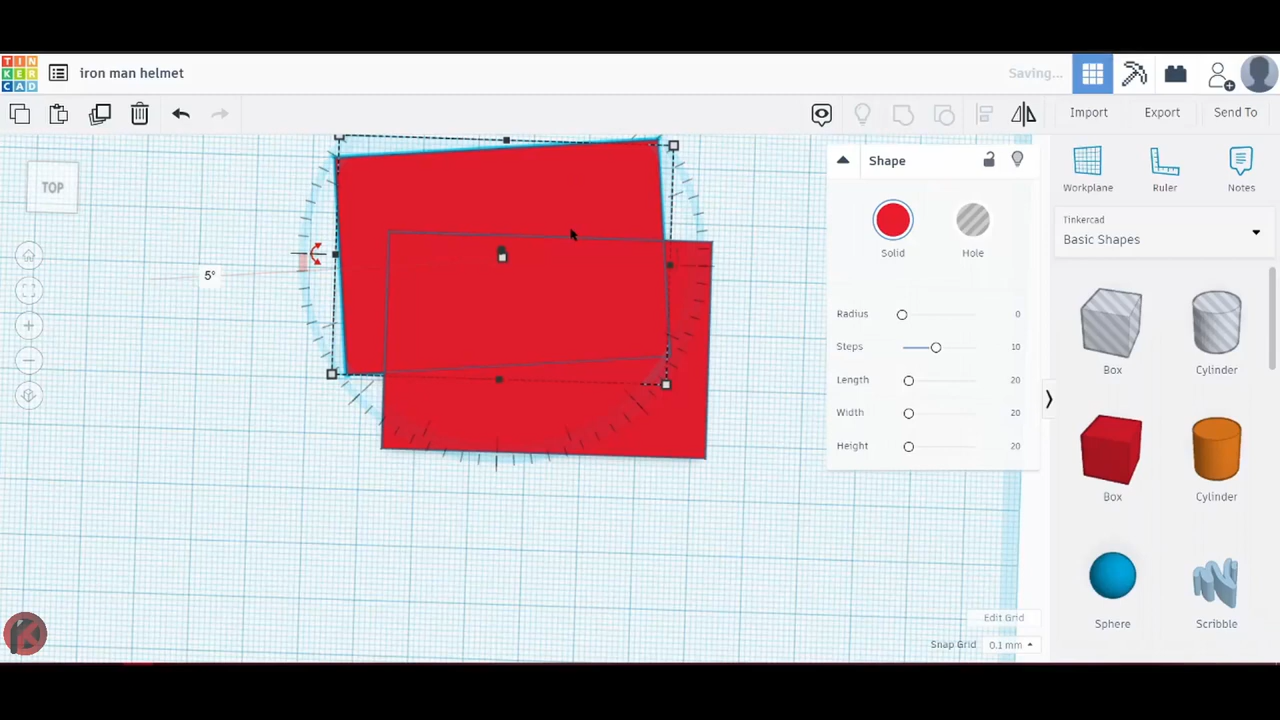 TIN
KER
CAD
iron man helmet
Saving...
Import
Export
Send To
TOP
Shape
Solid
Hole
Radius 0
Steps 10
Length 20
Width 20
Height 20
5°
Workplane
Ruler
Notes
Tinkercad
Basic Shapes
Box
Cylinder
Box
Cylinder
Sphere
Scribble
Edit Grid
Snap Grid 0.1 mm